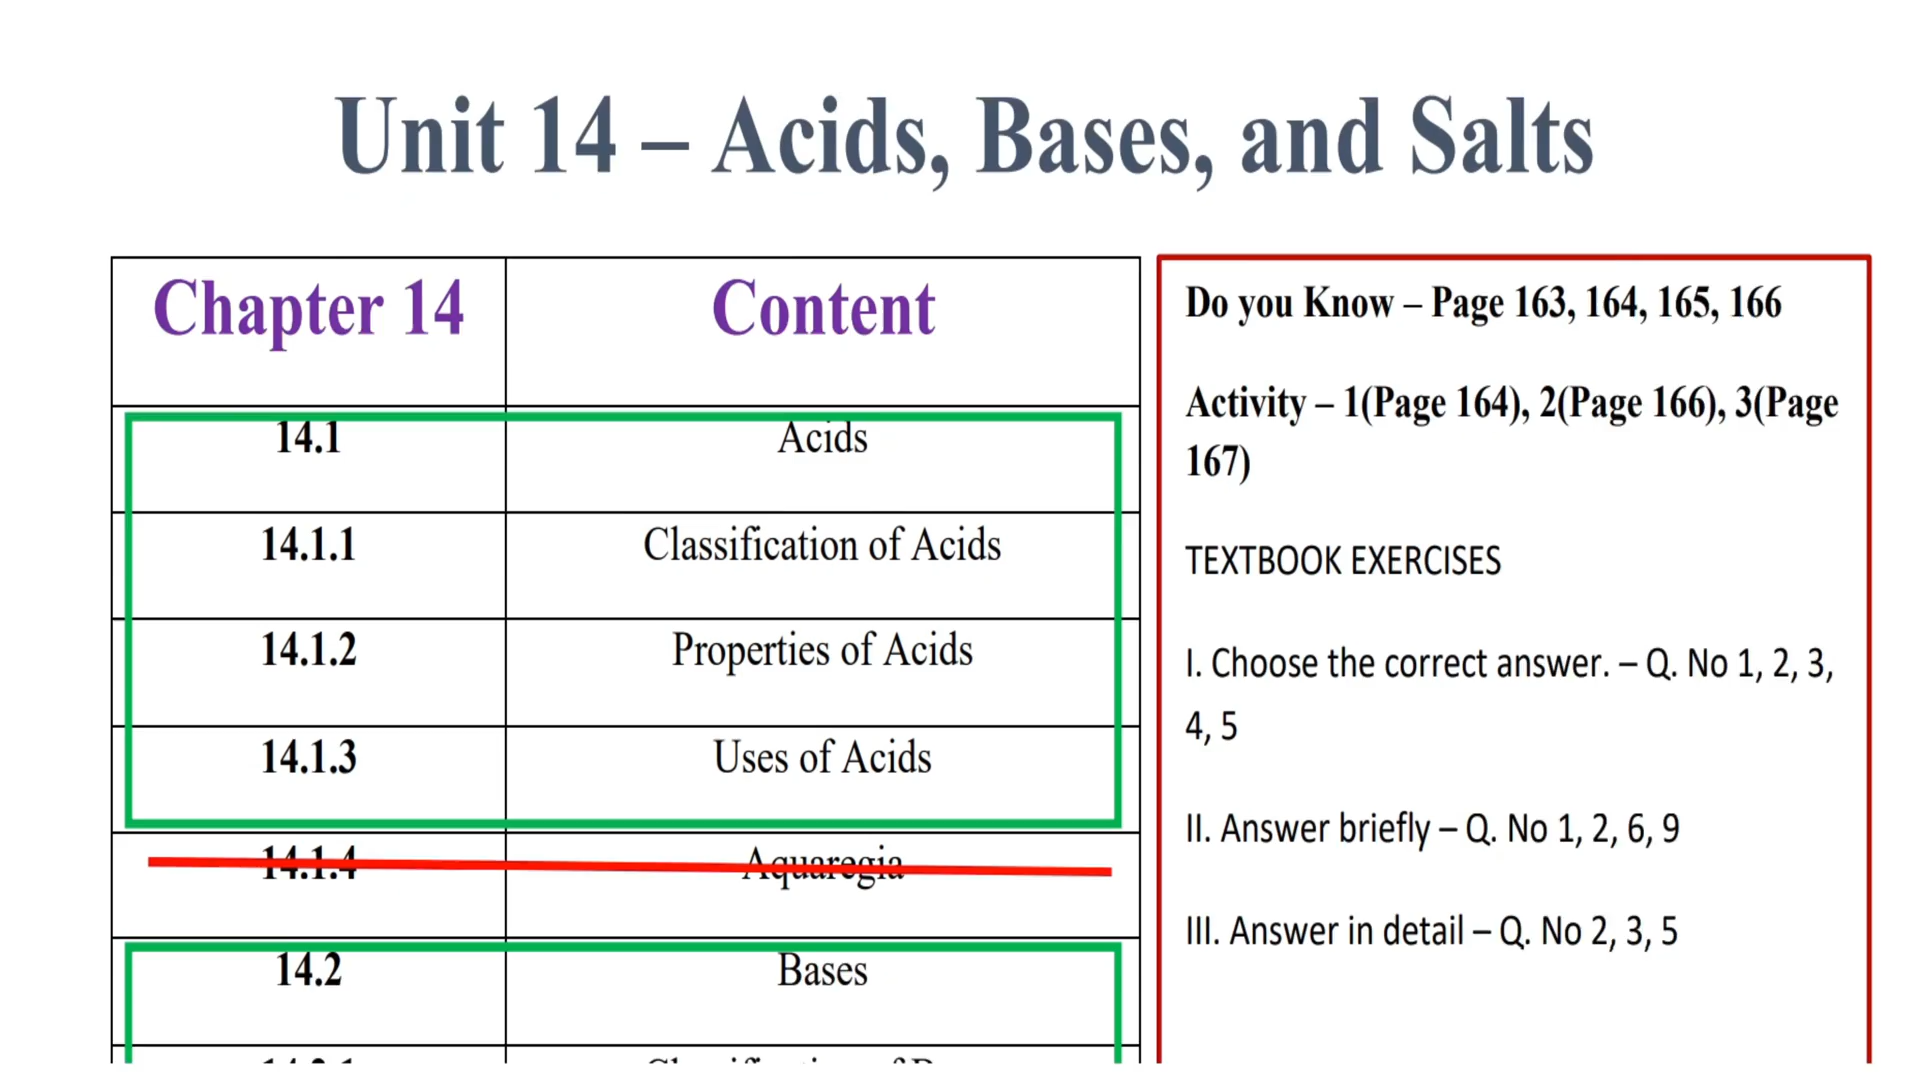 Unit 14 – Acids, Bases, and Salts
Chapter 14 Content
14.1 Acids
14.1.1 Classification of Acids
14.1.2 Properties of Acids
14.1.3 Uses of Acids
14.1.4 Aquaregia
14.2 Bases
Do you Know – Page 163, 164, 165, 166
Activity – 1(Page 164), 2(Page 166), 3(Page
167)
TEXTBOOK EXERCISES
I. Choose the correct answer. – Q. No 1, 2, 3,
4, 5
II. Answer briefly – Q. No 1, 2, 6, 9
III. Answer in detail – Q. No 2, 3, 5